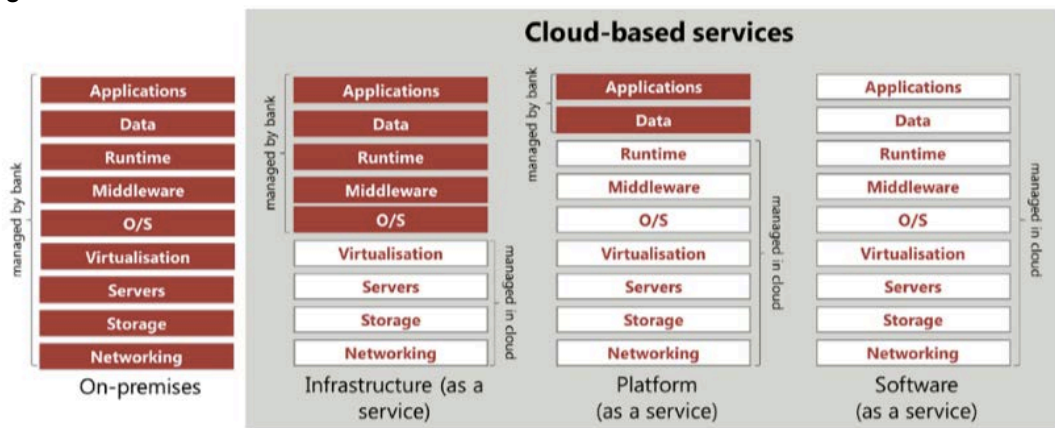 Cloud-based services
managed by bank
Applications
Data
Runtime
Middleware
O/S
Virtualisation
Servers
Storage
Networking
On-premises
managed by bank
Applications
Data
Runtime
Middleware
O/S
Virtualisation
Servers
Storage
Networking
managed in cloud
Infrastructure (as a
service)
managed by bank
Applications
Data
Runtime
Middleware
O/S
Virtualisation
Servers
Storage
Networking
managed in cloud
Platform
(as a service)
Applications
Data
Runtime
Middleware
O/S
Virtualisation
Servers
Storage
Networking
managed in cloud
Software
(as a service)